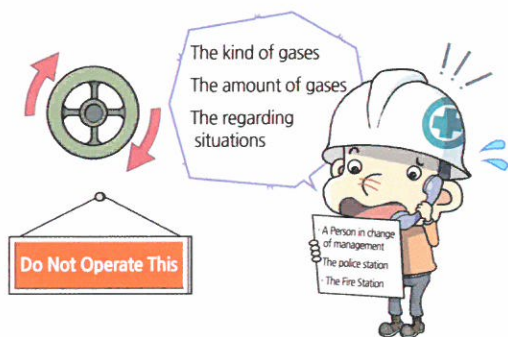 The kind of gases
The amount of gases
The regarding
situations
Do Not Operate This
· A Person in change
of management
The police station
· The Fire Station